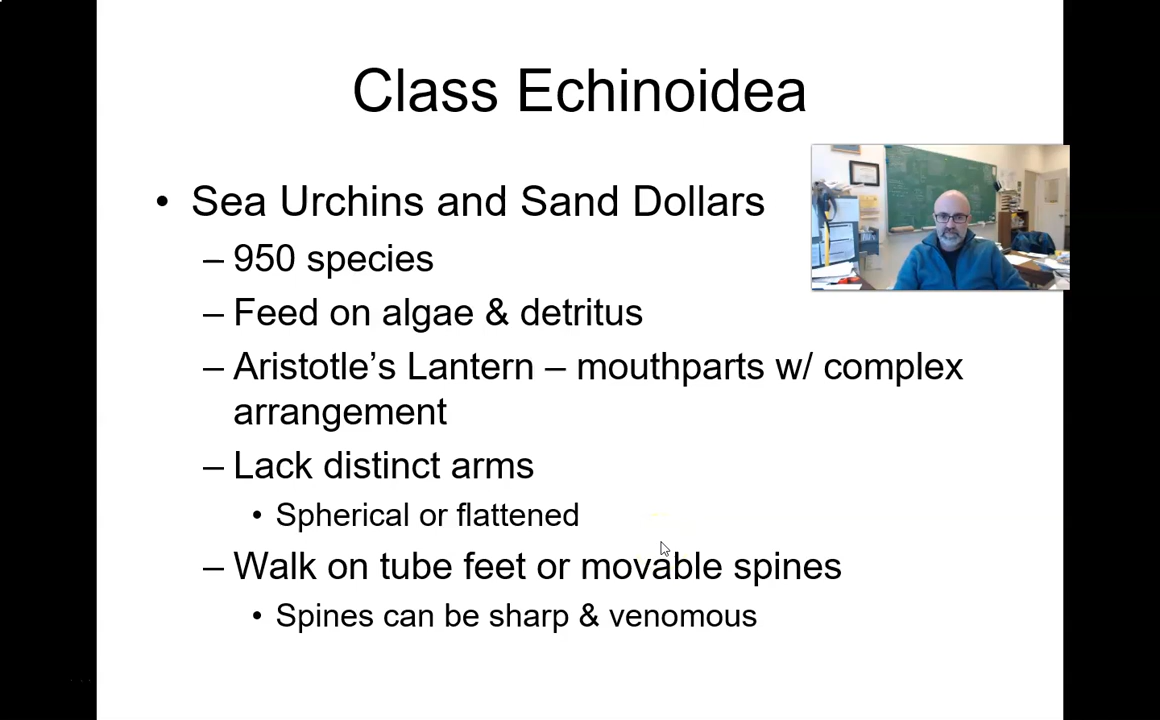 Class Echinoidea
• Sea Urchins and Sand Dollars
– 950 species
– Feed on algae & detritus
– Aristotle’s Lantern – mouthparts w/ complex
arrangement
– Lack distinct arms
• Spherical or flattened
– Walk on tube feet or movable spines
• Spines can be sharp & venomous